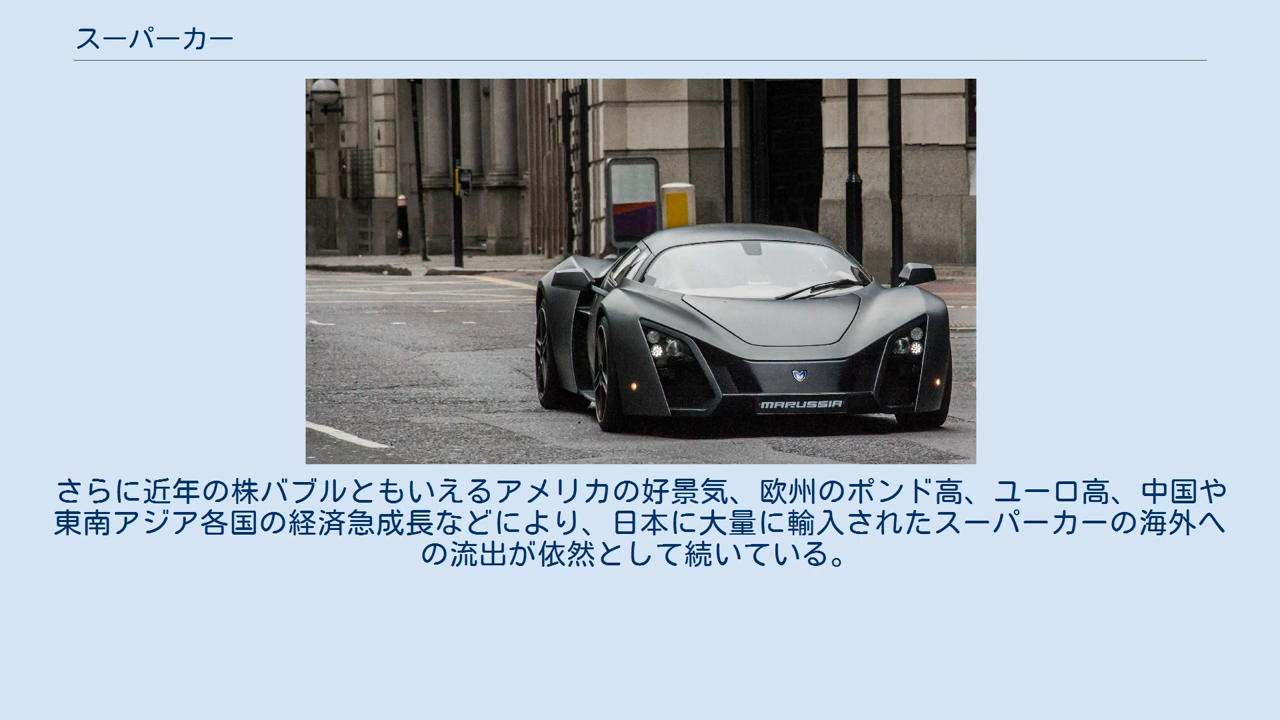 スーパーカー
MARUSSIA
さらに近年の株バブルともいえるアメリカの好景気、欧州のポンド高、ユーロ高、中国や
東南アジア各国の経済急成長などにより、日本に大量に輸入されたスーパーカーの海外へ
の流出が依然として続いている。